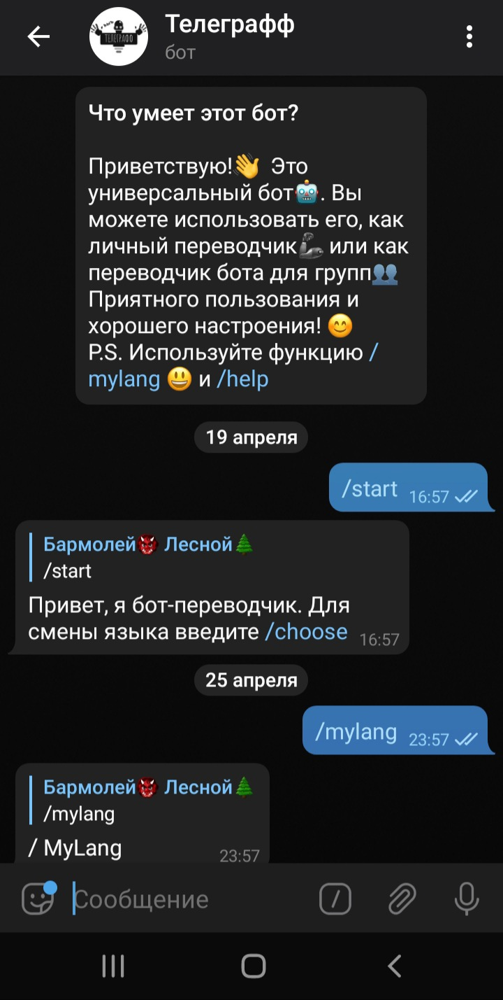 Телеграфф
бот
Что умеет этот бот?
Приветствую!👋 Это
универсальный бот🤖. Вы
можете использовать его, как
личный переводчик🦾 или как
переводчик бота для групп👥
Приятного пользования и
хорошего настроения! 😊
P.S. Используйте функцию /
mylang 😃 и /help
19 апреля
/start 16:57
Бармолей👹 Лесной🌲
/start
Привет, я бот-переводчик. Для
смены языка введите /choose 16:57
25 апреля
/mylang 23:57
Бармолей👹 Лесной🌲
/mylang
/ MyLang 23:57
Сообщение